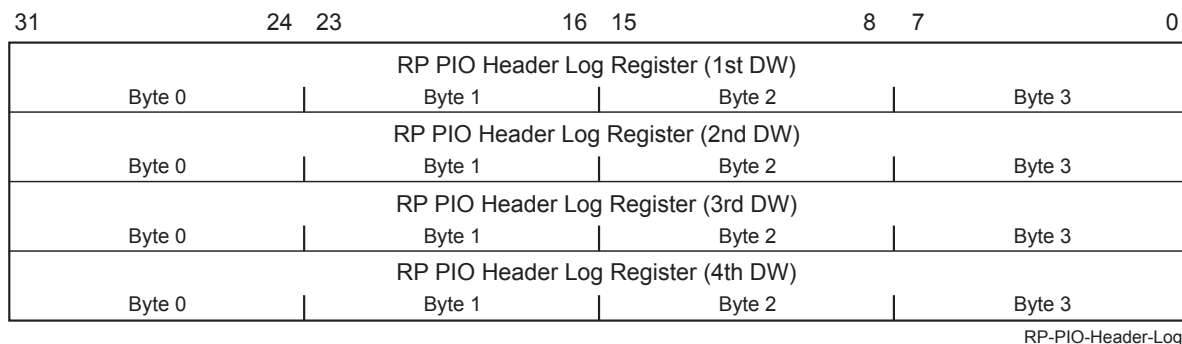 31 24 23 16 15 8 7 0
RP PIO Header Log Register (1st DW)
Byte 0 Byte 1 Byte 2 Byte 3
RP PIO Header Log Register (2nd DW)
Byte 0 Byte 1 Byte 2 Byte 3
RP PIO Header Log Register (3rd DW)
Byte 0 Byte 1 Byte 2 Byte 3
RP PIO Header Log Register (4th DW)
Byte 0 Byte 1 Byte 2 Byte 3
RP-PIO-Header-Log